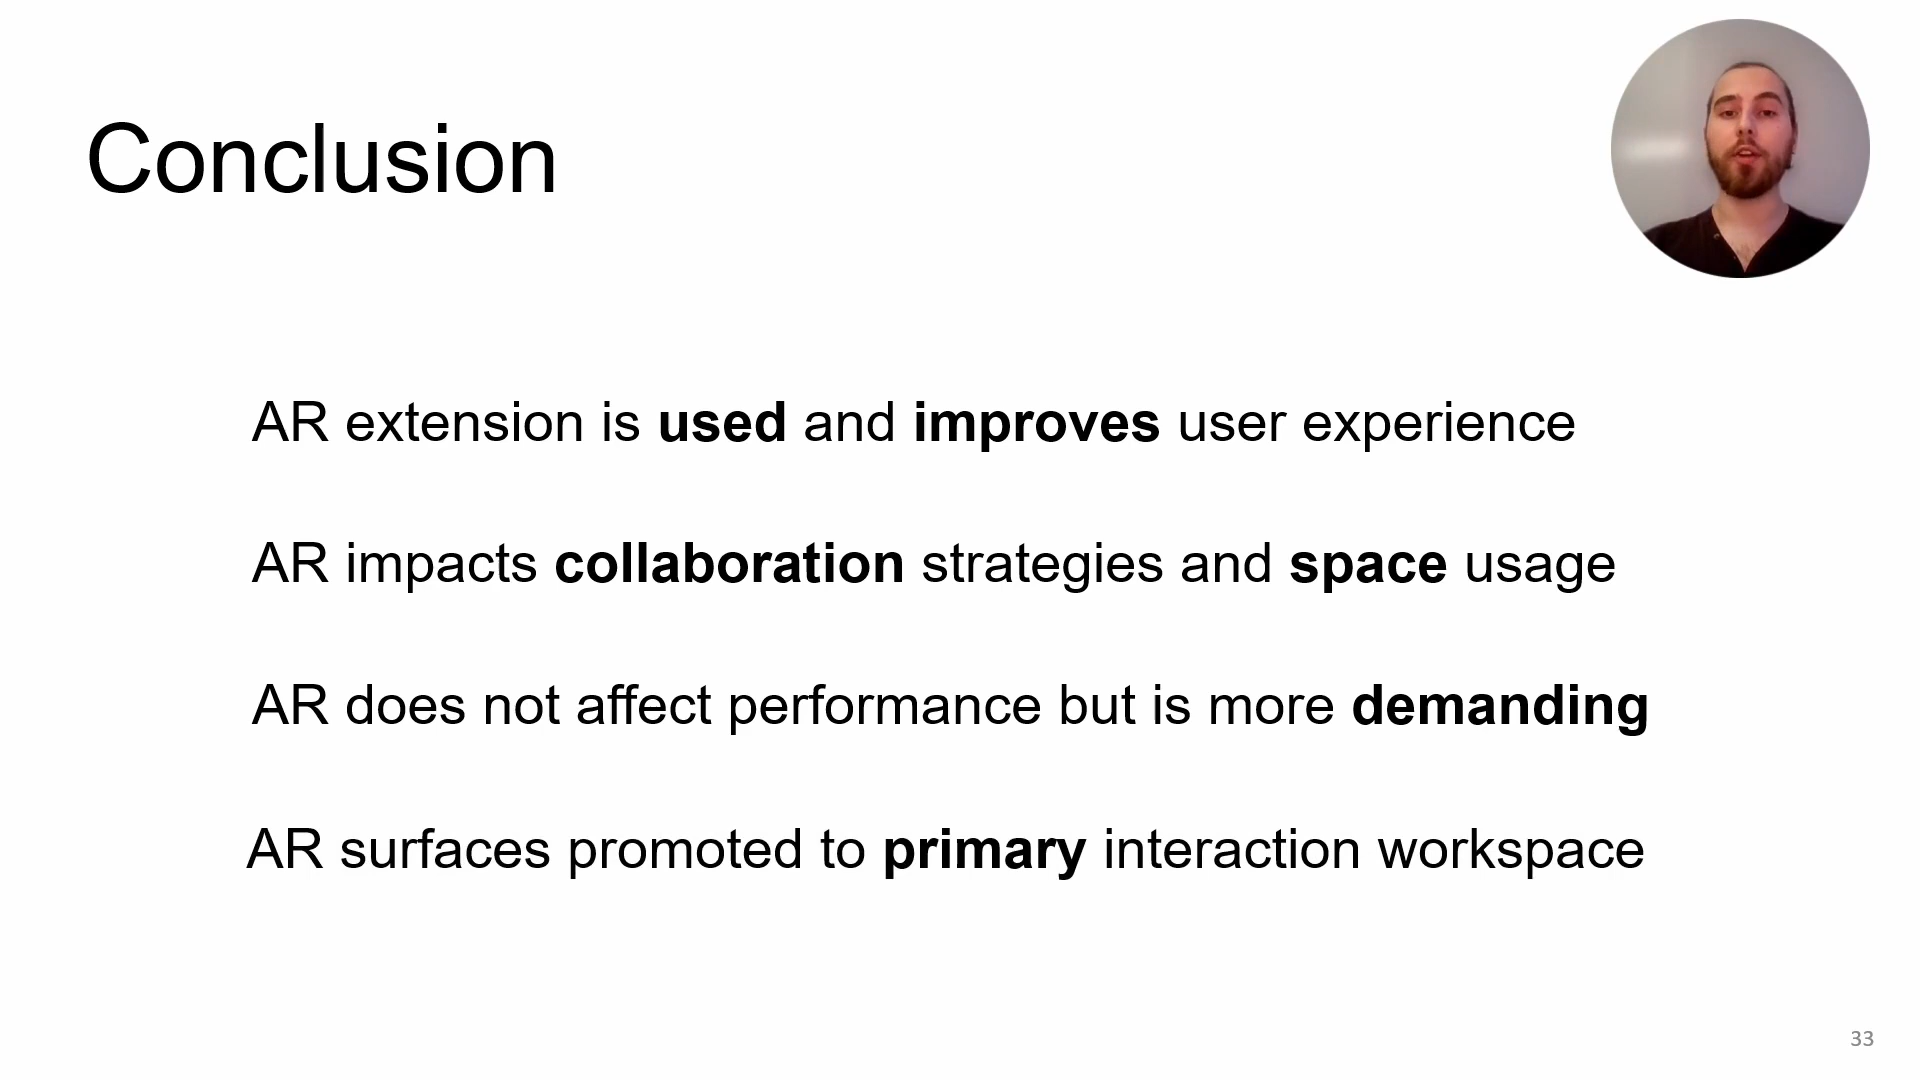 Conclusion
AR extension is used and improves user experience
AR impacts collaboration strategies and space usage
AR does not affect performance but is more demanding
AR surfaces promoted to primary interaction workspace
33